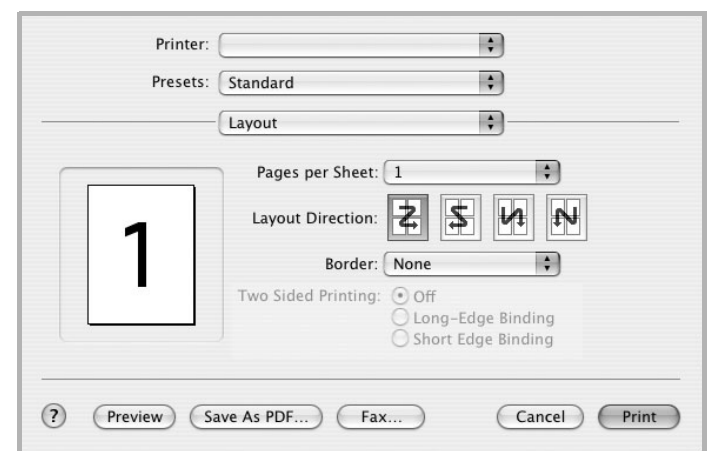 Printer:
Presets: Standard
Layout
Pages per Sheet: 1
Layout Direction:
1
Border: None
Two Sided Printing: Off
Long-Edge Binding
Short Edge Binding
? Preview Save As PDF... Fax... Cancel Print